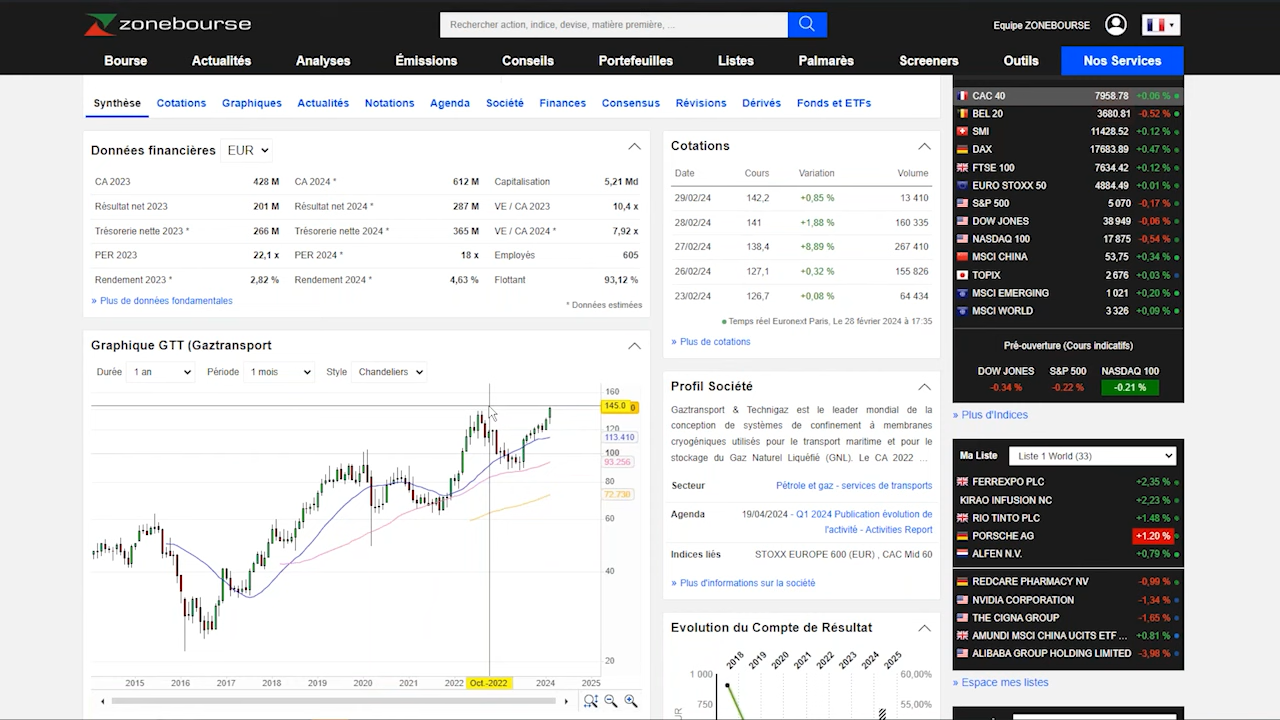 zonebourse
Rechercher action, indice, devise, matière première, ...
Equipe ZONEBOURSE
Bourse Actualités Analyses Émissions Conseils Portefeuilles Listes Palmarès Screeners Outils Nos Services
Synthèse Cotations Graphiques Actualités Notations Agenda Société Finances Consensus Révisions Dérivés Fonds et ETFs
Données financières EUR
CA 2023 428 M CA 2024 * 612 M Capitalisation 5,21 Md
Résultat net 2023 201 M Résultat net 2024 * 287 M VE / CA 2023 10,4 x
Trésorerie nette 2023 * 266 M Trésorerie nette 2024 * 365 M VE / CA 2024 * 7,92 x
PER 2023 22,1 x PER 2024 * 18 x Employés 605
Rendement 2023 * 2,82 % Rendement 2024 * 4,63 % Flottant 93,12 %
» Plus de données fondamentales
* Données estimées
Graphique GTT (Gaztransport
Durée 1 an Période 1 mois Style Chandeliers
160
145.0
120
113.410
100
93.256
80
72.730
60
40
20
2015 2016 2017 2018 2019 2020 2021 2022 Oct.-2022 2024 2025
Cotations
Date Cours Variation Volume
29/02/24 142,2 +0,85 % 13 410
28/02/24 141 +1,88 % 160 335
27/02/24 138,4 +8,89 % 267 410
26/02/24 127,1 +0,32 % 155 826
23/02/24 126,7 +0,08 % 64 434
Temps réel Euronext Paris, Le 28 février 2024 à 17:35
» Plus de cotations
Profil Société
Gaztransport & Technigaz est le leader mondial de la
conception de systèmes de confinement à membranes
cryogéniques utilisés pour le transport maritime et pour le
stockage du Gaz Naturel Liquéfié (GNL). Le CA 2022 ...
Secteur Pétrole et gaz - services de transports
Agenda 19/04/2024 - Q1 2024 Publication évolution de
l'activité - Activities Report
Indices liés STOXX EUROPE 600 (EUR) , CAC Mid 60
» Plus d'informations sur la société
Evolution du Compte de Résultat
2018 2019 2020 2021 2022 2023 2024 2025
1 000 60,00%
750 55,00%
CAC 40 7958.78 +0.06 %
BEL 20 3680.81 -0.52 %
SMI 11428.52 +0.12 %
DAX 17683.89 +0.47 %
FTSE 100 7634.42 +0.12 %
EURO STOXX 50 4884.49 +0.01 %
S&P 500 5 070 -0,17 %
DOW JONES 38 949 -0,06 %
NASDAQ 100 17 875 -0,54 %
MSCI CHINA 53,75 +0,34 %
TOPIX 2 676 +0,03 %
MSCI EMERGING 1 021 +0,20 %
MSCI WORLD 3 326 +0,09 %
Pré-ouverture (Cours indicatifs)
DOW JONES S&P 500 NASDAQ 100
-0.34 % -0.22 % -0.21 %
» Plus d'Indices
Ma Liste Liste 1 World (33)
FERREXPO PLC +2,35 %
KIRAO INFUSION NC +2,23 %
RIO TINTO PLC +1.48 %
PORSCHE AG +1.20 %
ALFEN N.V. +0,79 %
REDCARE PHARMACY NV -0,99 %
NVIDIA CORPORATION -1,34 %
THE CIGNA GROUP -1,65 %
AMUNDI MSCI CHINA UCITS ETF ... +0.81 %
ALIBABA GROUP HOLDING LIMITED -3,98 %
» Espace mes listes